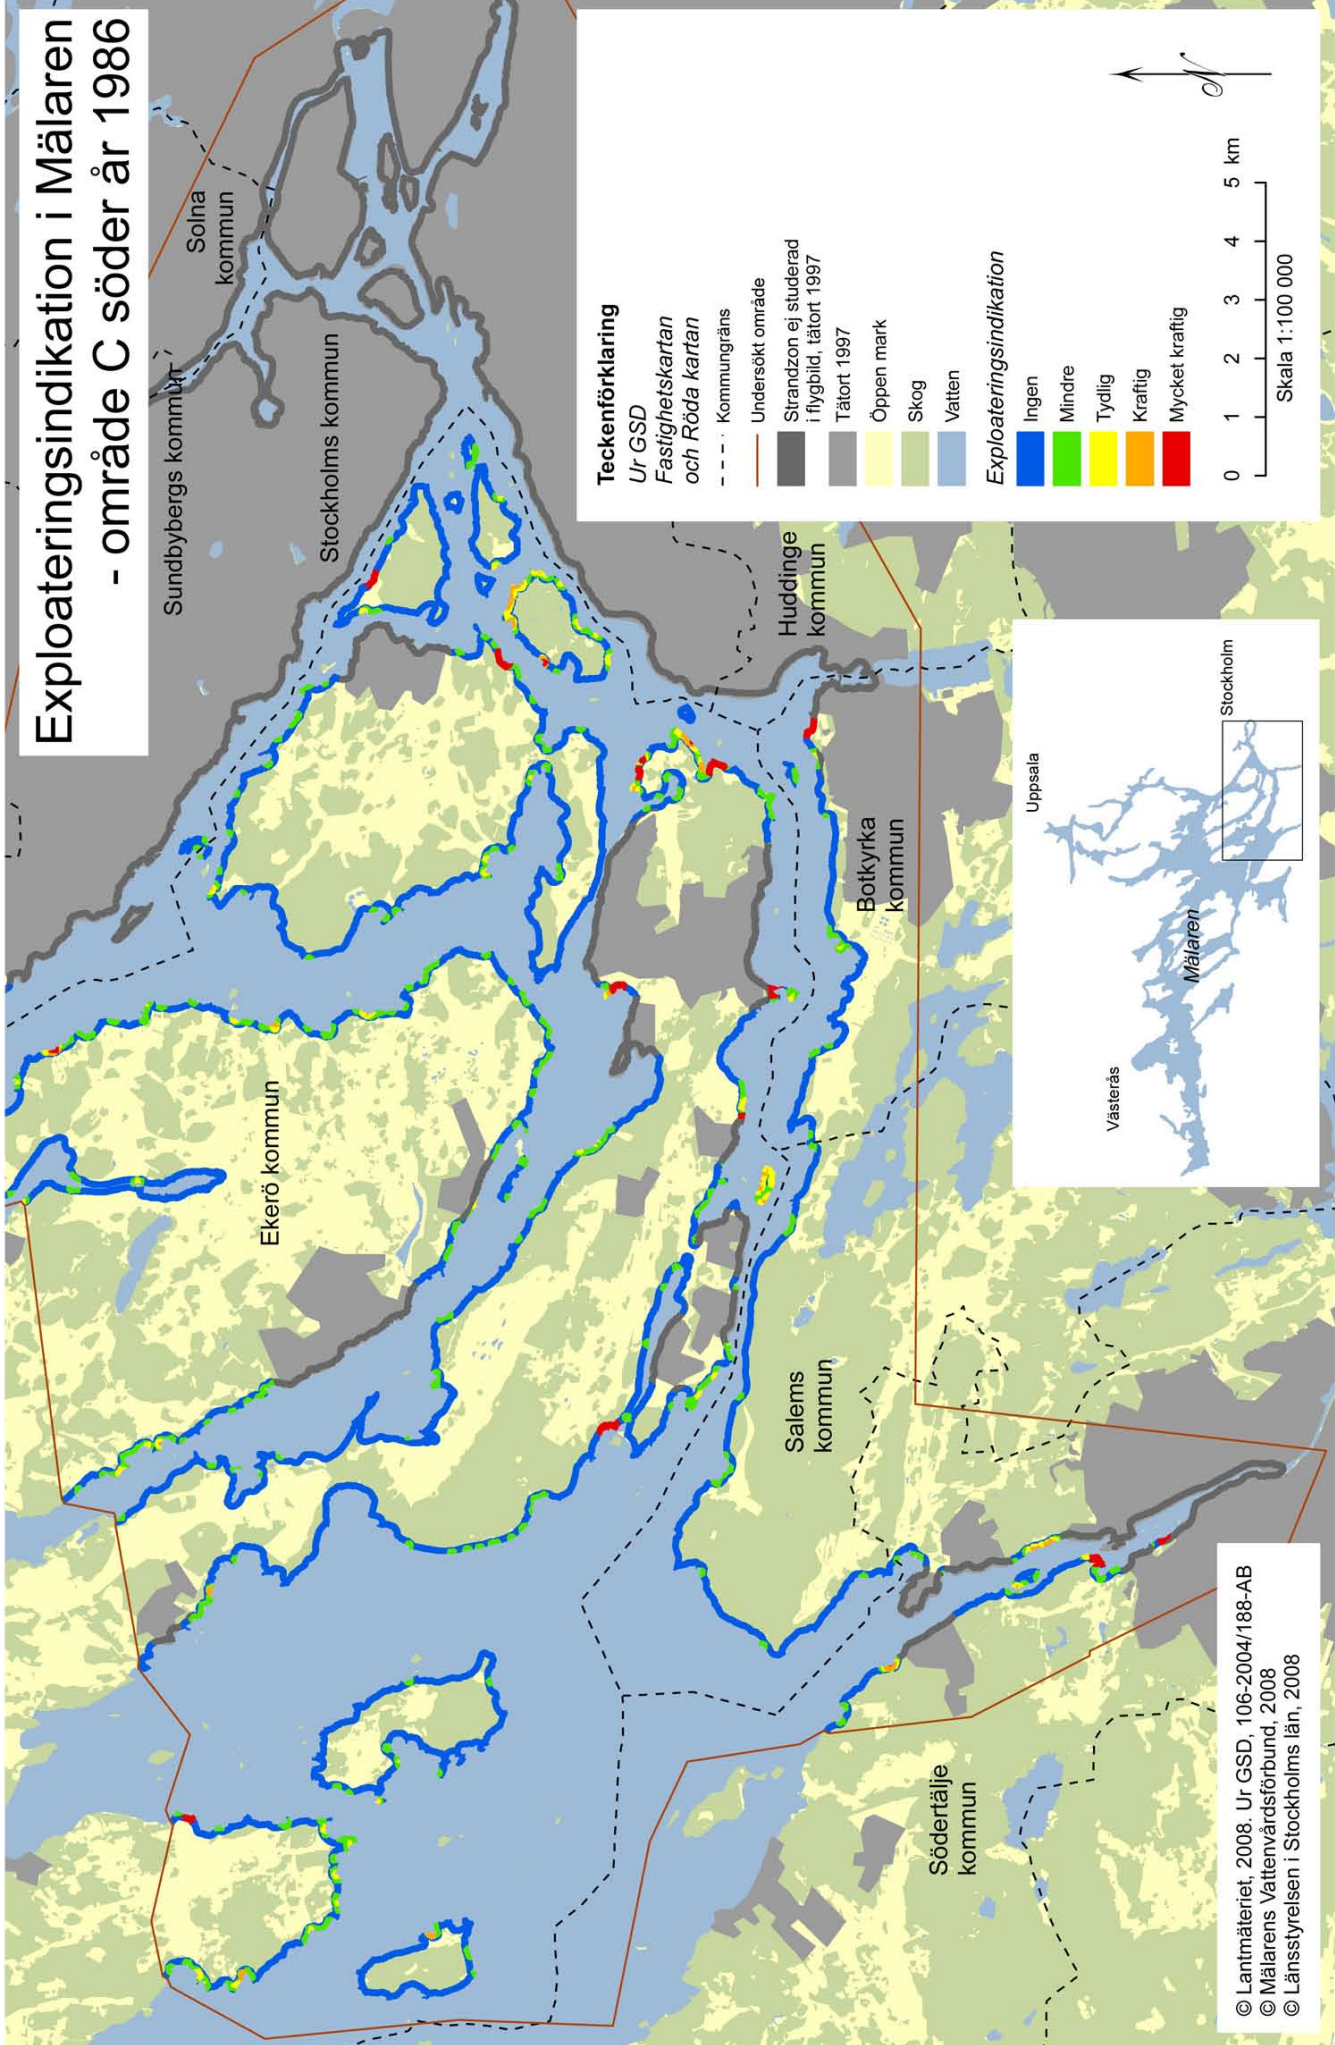 Exploateringsindikation i Mälaren
- område C söder år 1986
Solna
kommun
Sundbybergs kommun
Stockholms kommun
Huddinge
kommun
Botkyrka
kommun
Ekerö kommun
Salems
kommun
Södertälje
kommun
Teckenförklaring
Ur GSD
Fastighetskartan
och Röda kartan
Kommungräns
Undersökt område
Strandzon ej studerad
i flygbild, tätort 1997
Tätort 1997
Öppen mark
Skog
Vatten
Exploateringsindikation
Ingen
Mindre
Tydlig
Kraftig
Mycket kraftig
0 1 2 3 4 5 km
Skala 1:100 000
N
Uppsala
Stockholm
Västerås
Mälaren
© Lantmäteriet, 2008. Ur GSD, 106-2004/188-AB
© Mälarens Vattenvårdsförbund, 2008
© Länsstyrelsen i Stockholms län, 2008